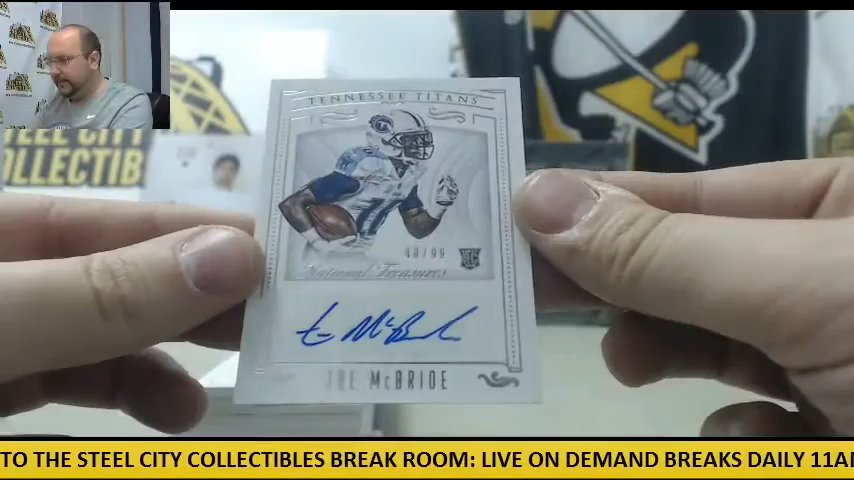 STEEL CITY
OLLECTIB
TENNESSEE TITANS
48/99
RC
National Treasures
TRE McBRIDE
TO THE STEEL CITY COLLECTIBLES BREAK ROOM: LIVE ON DEMAND BREAKS DAILY 11A